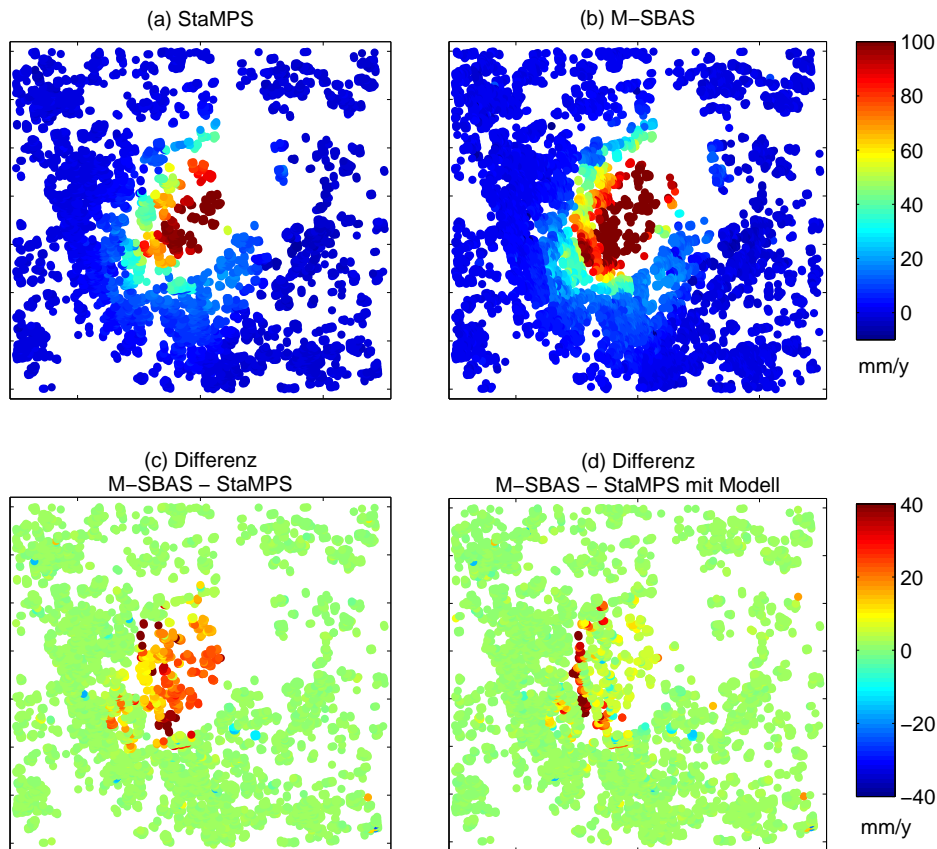 (a) StaMPS
(b) M−SBAS
100
80
60
40
20
0
mm/y
(c) Differenz
M−SBAS − StaMPS
(d) Differenz
M−SBAS − StaMPS mit Modell
40
20
0
−20
−40
mm/y